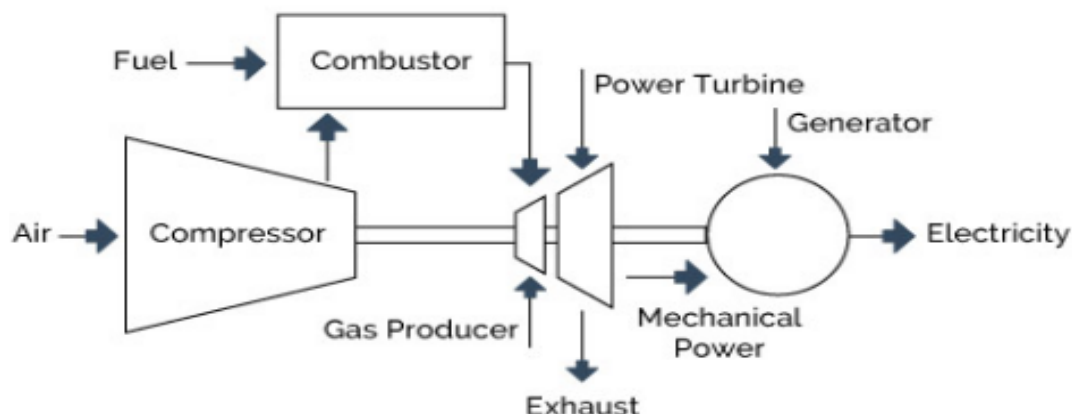 Fuel
Combustor
Power Turbine
Generator
Air
Compressor
Electricity
Gas Producer
Mechanical
Power
Exhaust